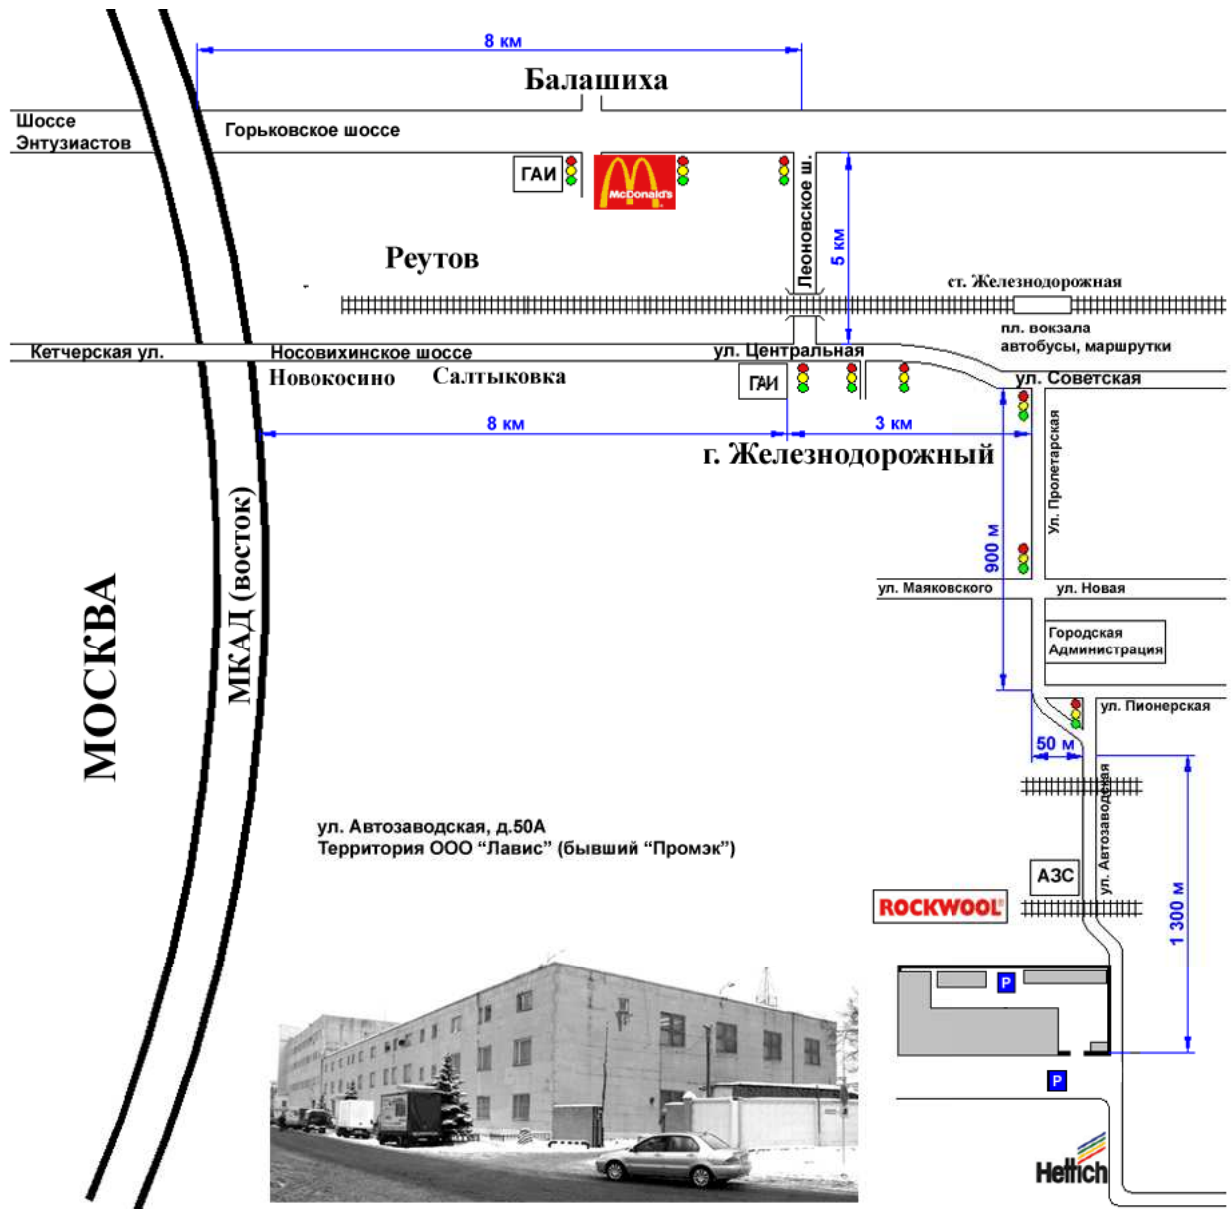 8 км
Балашиха
Шоссе
Энтузиастов
Горьковское шоссе
ГАИ
McDonald's
Леоновское ш.
5 км
Реутов
ст. Железнодорожная
пл. вокзала
автобусы, маршрутки
Кетчерская ул.
Носовихинское шоссе
ул. Центральная
Новокосино
Салтыковка
ГАИ
ул. Советская
8 км
3 км
г. Железнодорожный
Ул. Пролетарская
900 м
МКАД (восток)
МОСКВА
ул. Маяковского
ул. Новая
Городская
Администрация
ул. Пионерская
50 м
ул. Автозаводская
ул. Автозаводская, д.50А
Территория ООО “Лавис” (бывший “Промэк”)
АЗС
ROCKWOOL®
1 300 м
P
P
Hettich